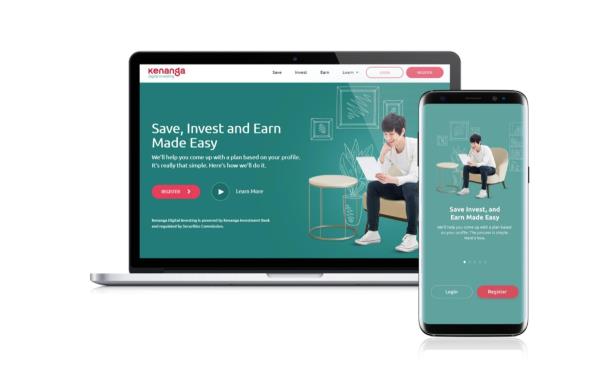 Kenanga
Digital Investing
Save Invest Earn Learn LOGIN REGISTER
Save, Invest and Earn
Made Easy
We'll help you come up with a plan based on your profile.
It's really that simple. Here's how we'll do it.
REGISTER Learn More
Kenanga Digital Investing is powered by Kenanga Investment Bank
and regulated by Securities Commission.
Save Invest, and
Earn Made Easy
We'll help you come up with a plan based
on your profile. The process is simple.
Here's how.
Login Register